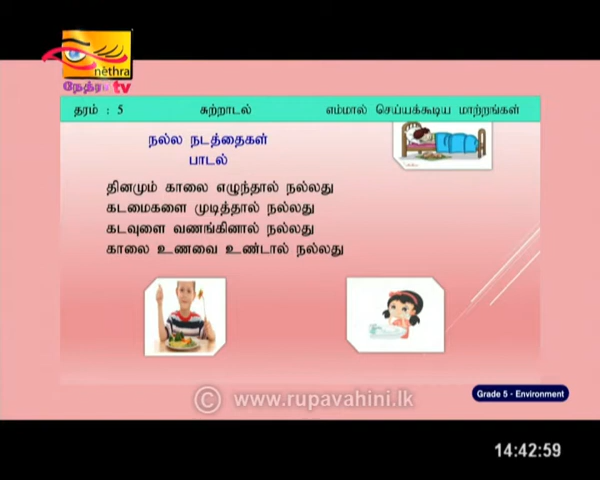 nethra
நேத்ரா tv
தரம் : 5 சுற்றாடல் எம்மால் செய்யக்கூடிய மாற்றங்கள்
நல்ல நடத்தைகள்
பாடல்
தினமும் காலை எழுந்தால் நல்லது
கடமைகளை முடித்தால் நல்லது
கடவுளை வணங்கினால் நல்லது
காலை உணவை உண்டால் நல்லது
© www.rupavahini.lk
Grade 5 - Environment
14:42:59